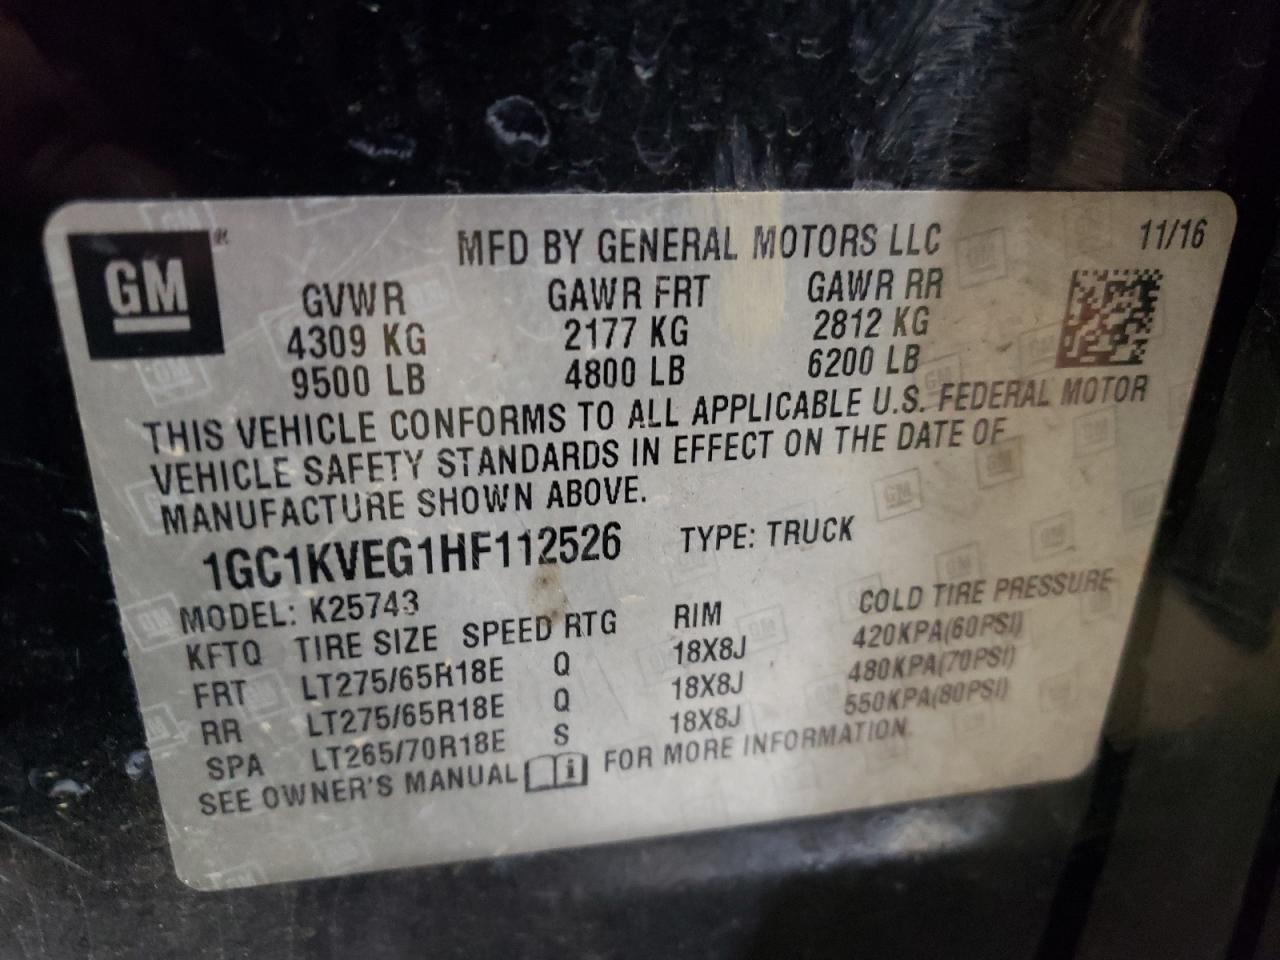 GM
MFD BY GENERAL MOTORS LLC 11/16
GVWR GAWR FRT GAWR RR
4309 KG 2177 KG 2812 KG
9500 LB 4800 LB 6200 LB
THIS VEHICLE CONFORMS TO ALL APPLICABLE U.S. FEDERAL MOTOR
VEHICLE SAFETY STANDARDS IN EFFECT ON THE DATE OF
MANUFACTURE SHOWN ABOVE.
1GC1KVEG1HF112526 TYPE: TRUCK
MODEL: K25743
KFTQ TIRE SIZE SPEED RTG RIM COLD TIRE PRESSURE
FRT LT275/65R18E Q 18X8J 420KPA(60PSI)
RR LT275/65R18E Q 18X8J 480KPA(70PSI)
SPA LT265/70R18E S 18X8J 550KPA(80PSI)
SEE OWNER'S MANUAL FOR MORE INFORMATION.